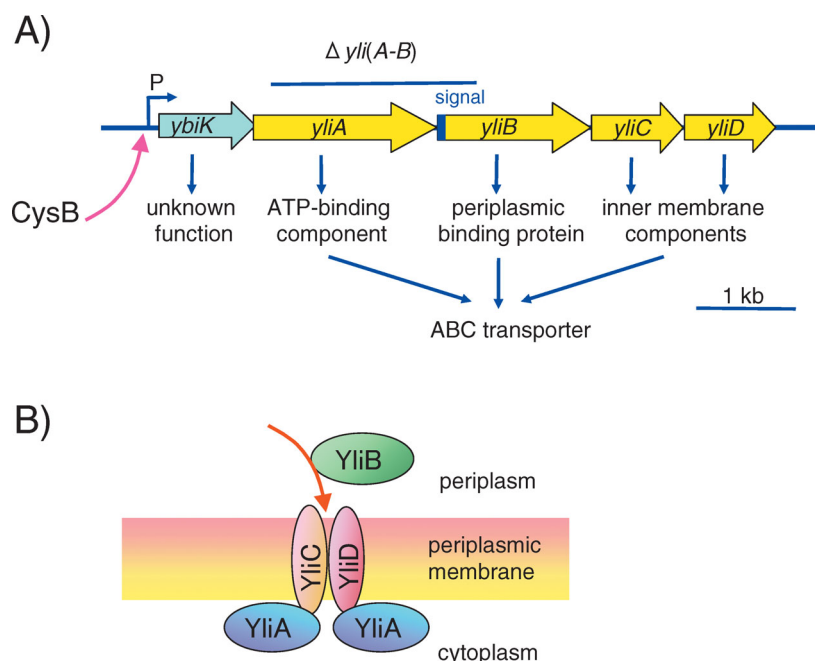 A)
Δ yli(A-B)
P
signal
ybiK
yliA
yliB
yliC
yliD
CysB
unknown
function
ATP-binding
component
periplasmic
binding protein
inner membrane
components
1 kb
ABC transporter
B)
YliB
periplasm
YliC
YliD
periplasmic
membrane
YliA
YliA
cytoplasm